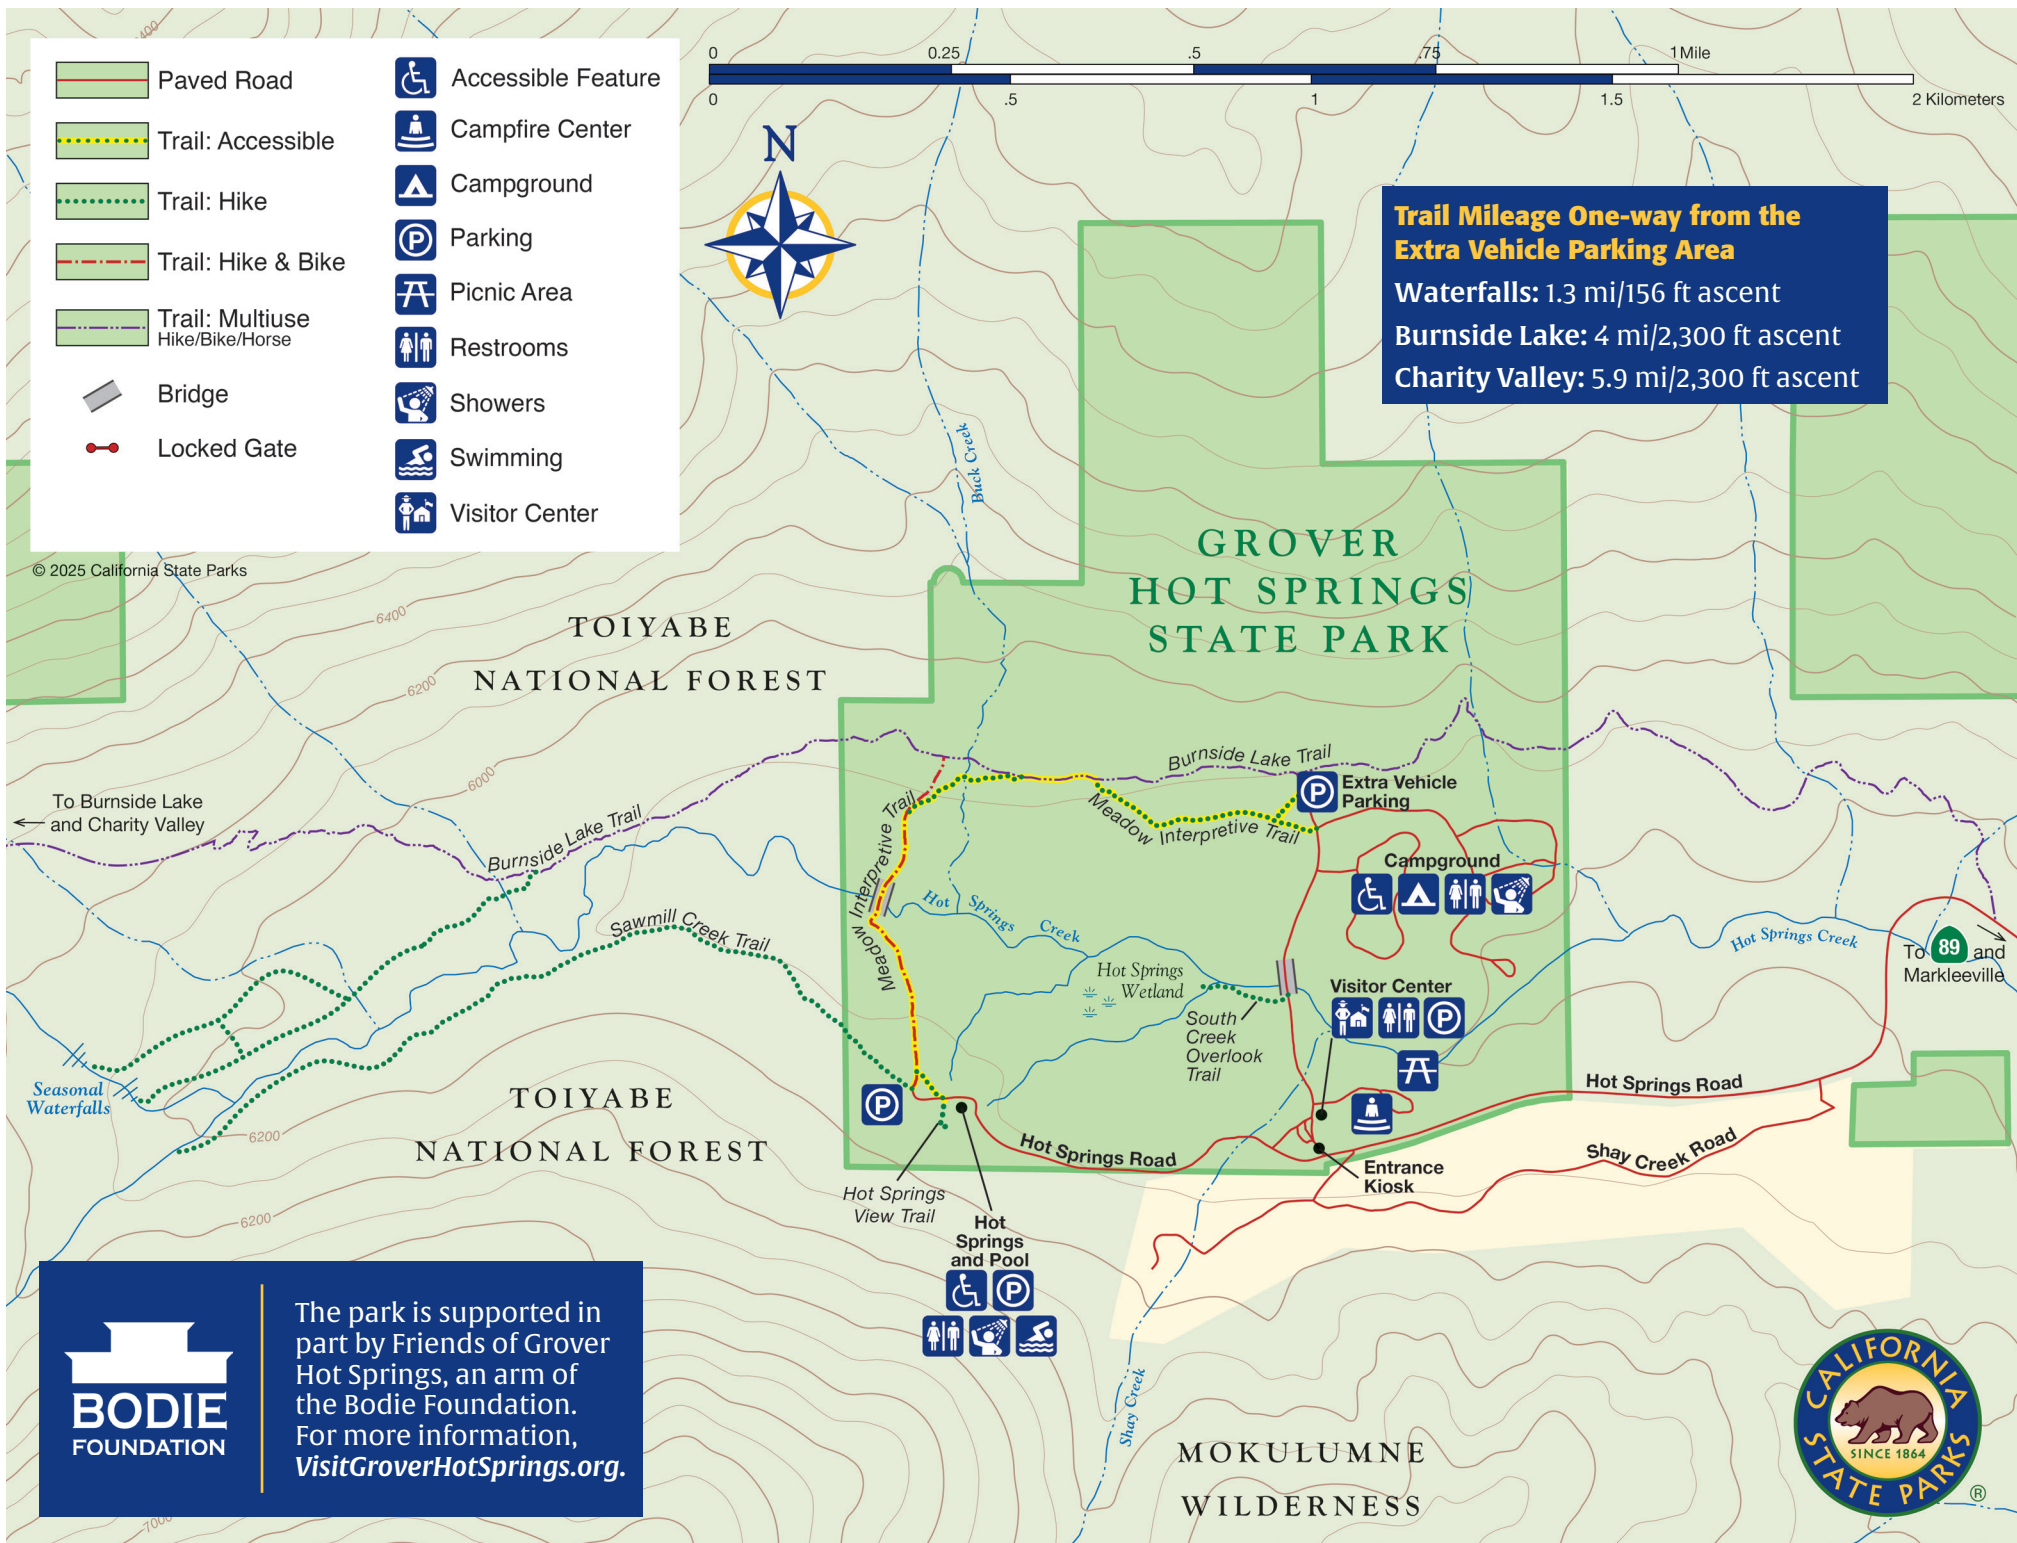 Paved Road
Trail: Accessible
Trail: Hike
Trail: Hike & Bike
Trail: Multiuse
Hike/Bike/Horse
Bridge
Locked Gate
Accessible Feature
Campfire Center
Campground
Parking
Picnic Area
Restrooms
Showers
Swimming
Visitor Center
© 2025 California State Parks
0 0.25 .5 .75 1 Mile
0 .5 1 1.5 2 Kilometers
N
Trail Mileage One-way from the
Extra Vehicle Parking Area
Waterfalls: 1.3 mi/156 ft ascent
Burnside Lake: 4 mi/2,300 ft ascent
Charity Valley: 5.9 mi/2,300 ft ascent
Buck Creek
GROVER
HOT SPRINGS
STATE PARK
6400
6400
6200
6000
TOIYABE
NATIONAL FOREST
To Burnside Lake
and Charity Valley
Burnside Lake Trail
Burnside Lake Trail
P
Extra Vehicle
Parking
Meadow Interpretive Trail
Meadow Interpretive Trail
Campground
Sawmill Creek Trail
Hot Springs Creek
Hot Springs Creek
To 89 and
Markleeville
Hot Springs
Wetland
Visitor Center
P
South
Creek
Overlook
Trail
Seasonal
Waterfalls
TOIYABE
NATIONAL FOREST
P
Hot Springs Road
Hot Springs Road
Shay Creek Road
Entrance
Kiosk
6200
6200
7000
Hot Springs
View Trail
Hot
Springs
and Pool
P
Shay Creek
MOKULUMNE
WILDERNESS
BODIE
FOUNDATION
The park is supported in
part by Friends of Grover
Hot Springs, an arm of
the Bodie Foundation.
For more information,
VisitGroverHotSprings.org.
CALIFORNIA
SINCE 1864
STATE PARKS
®